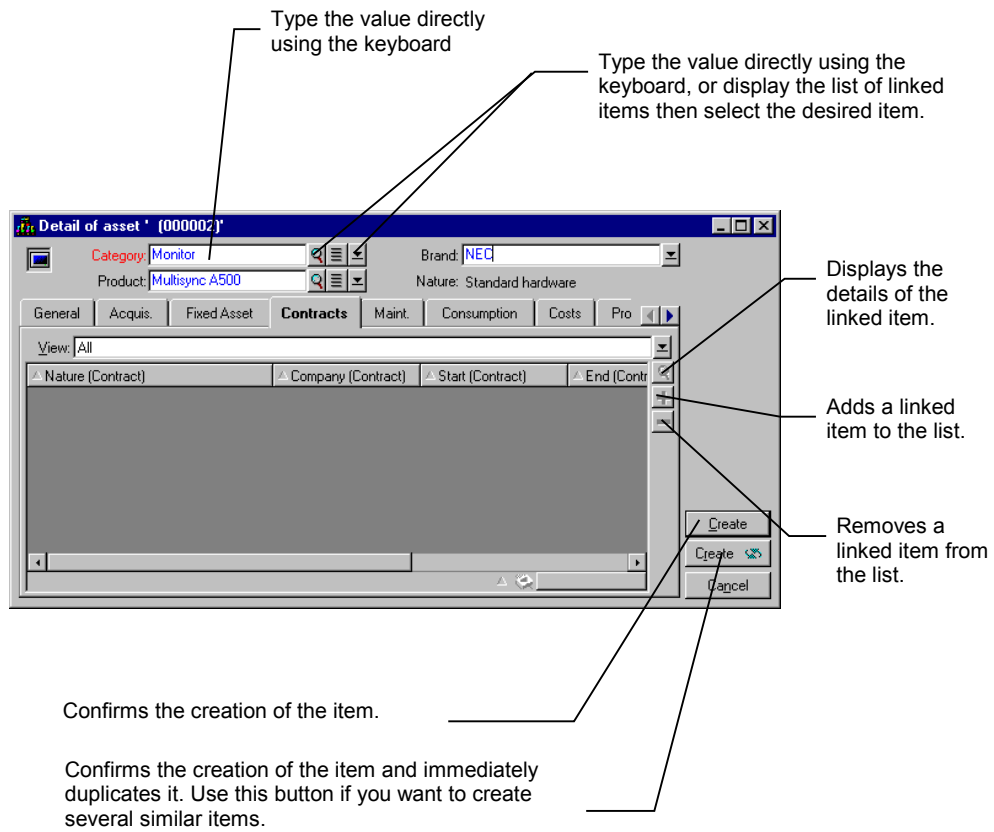 Type the value directly
using the keyboard
Type the value directly using the
keyboard, or display the list of linked
items then select the desired item.
Detail of asset ' (000002)'
Category: Monitor
Brand: NEC
Product: Multisync A500
Nature: Standard hardware
General Acquis. Fixed Asset Contracts Maint. Consumption Costs Pro
View: All
Nature (Contract) Company (Contract) Start (Contract) End (Contr
Displays the
details of the
linked item.
Adds a linked
item to the list.
Removes a
linked item from
the list.
Create
Create
Cancel
Confirms the creation of the item.
Confirms the creation of the item and immediately
duplicates it. Use this button if you want to create
several similar items.